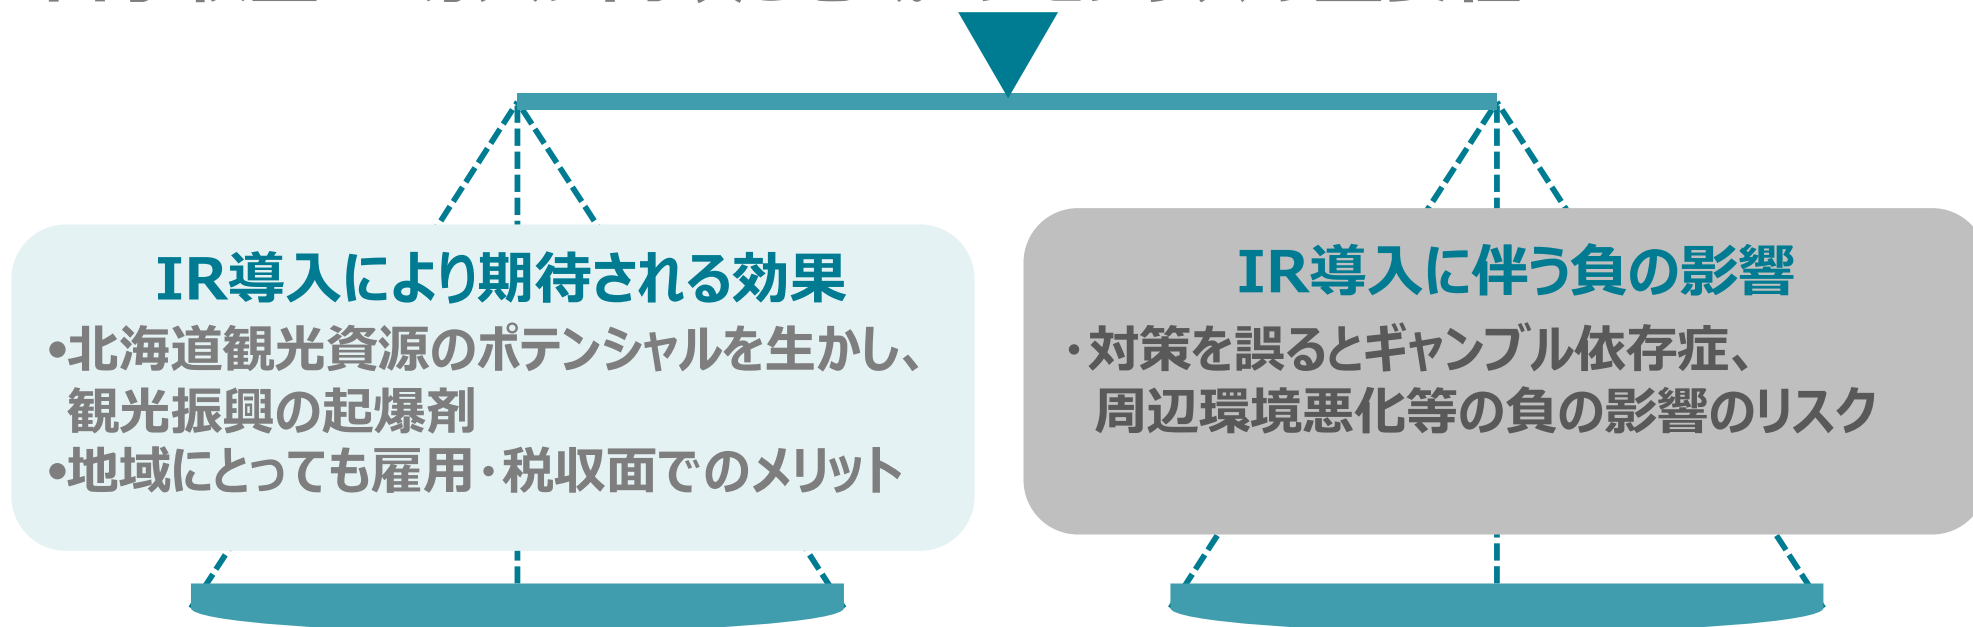 IR導入により期待される効果
•北海道観光資源のポテンシャルを生かし、
観光振興の起爆剤
•地域にとっても雇用・税収面でのメリット
IR導入に伴う負の影響
・対策を誤るとギャンブル依存症、
周辺環境悪化等の負の影響のリスク